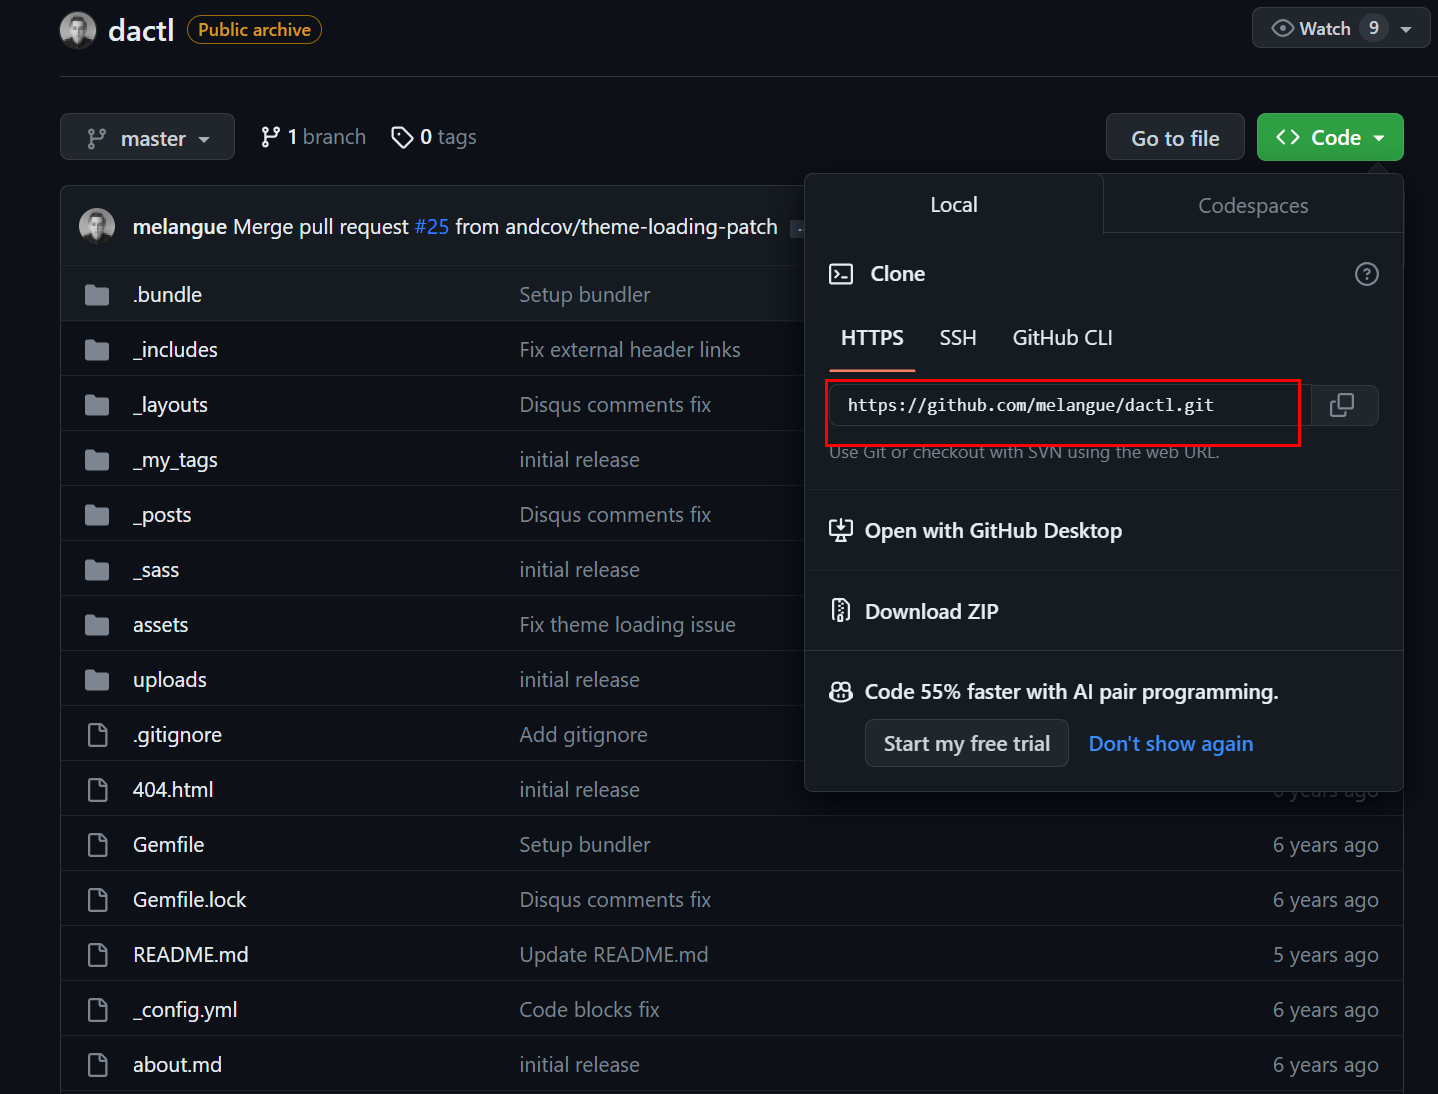 dactl Public archive Watch 9
master 1 branch 0 tags Go to file Code
melangue Merge pull request #25 from andcov/theme-loading-patch
.bundle Setup bundler
_includes Fix external header links
_layouts Disqus comments fix
_my_tags initial release
_posts Disqus comments fix
_sass initial release
assets Fix theme loading issue
uploads initial release
.gitignore Add gitignore
404.html initial release 6 years ago
Gemfile Setup bundler 6 years ago
Gemfile.lock Disqus comments fix 6 years ago
README.md Update README.md 5 years ago
_config.yml Code blocks fix 6 years ago
about.md initial release 6 years ago
Local Codespaces
Clone
HTTPS SSH GitHub CLI
https://github.com/melangue/dactl.git
Use Git or checkout with SVN using the web URL.
Open with GitHub Desktop
Download ZIP
Code 55% faster with AI pair programming.
Start my free trial Don't show again